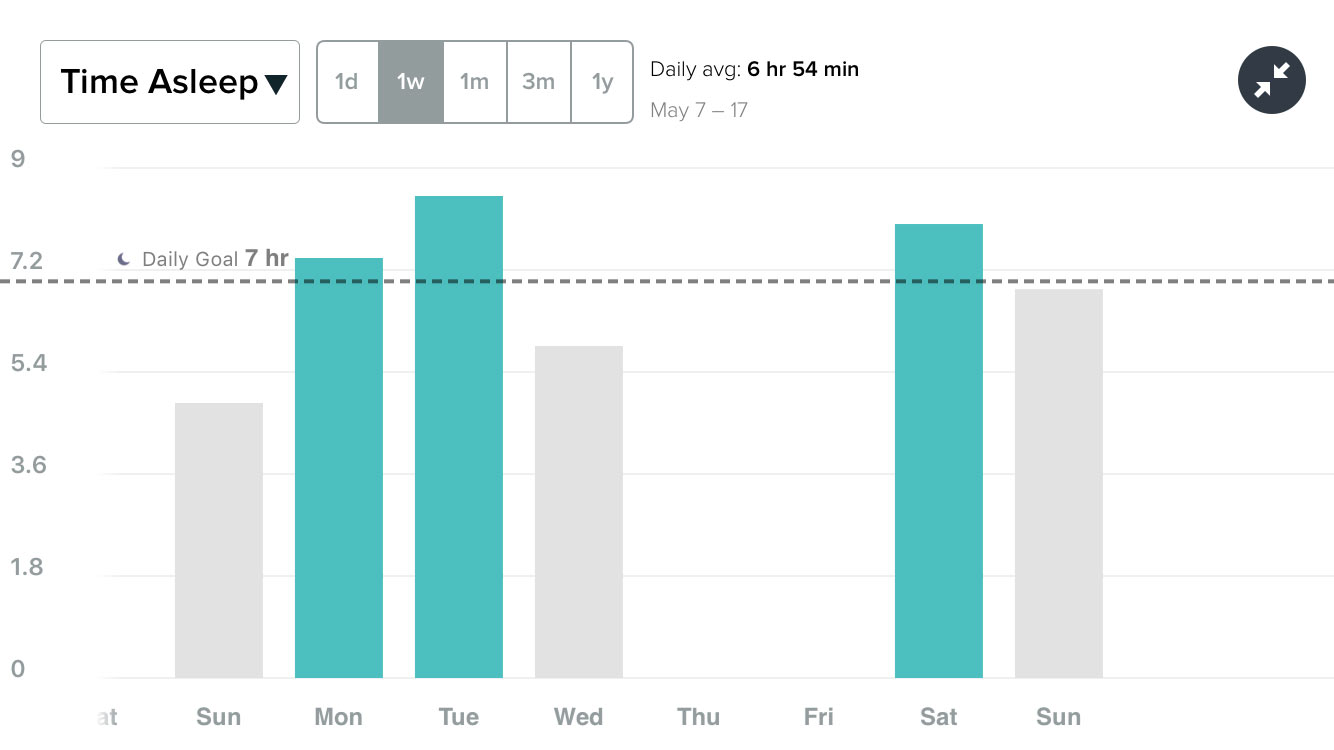 Time Asleep
1d 1w 1m 3m 1y
Daily avg: 6 hr 54 min
May 7 – 17
9
Daily Goal 7 hr
7.2
5.4
3.6
1.8
0
at Sun Mon Tue Wed Thu Fri Sat Sun